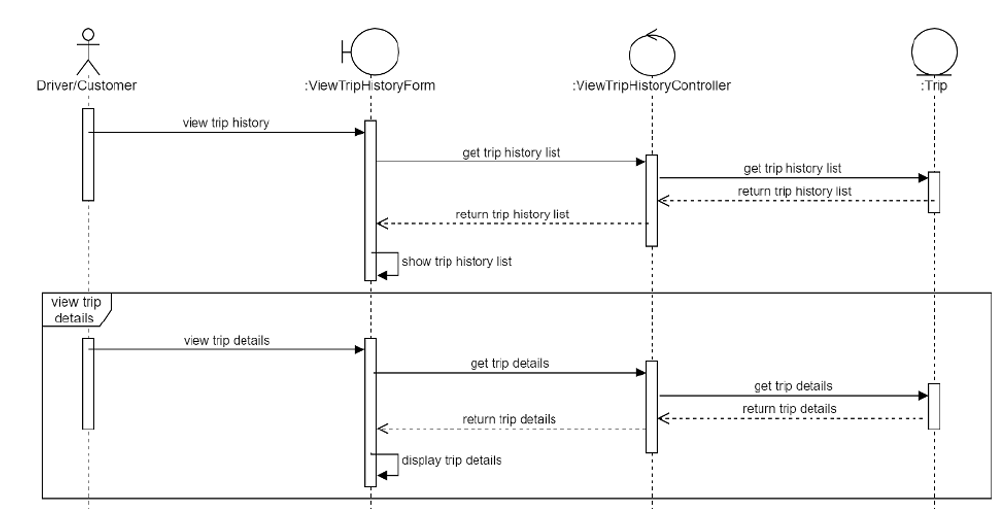 Driver/Customer
:ViewTripHistoryForm
:ViewTripHistoryController
:Trip
view trip history
get trip history list
get trip history list
return trip history list
return trip history list
show trip history list
view trip
details
view trip details
get trip details
get trip details
return trip details
return trip details
display trip details